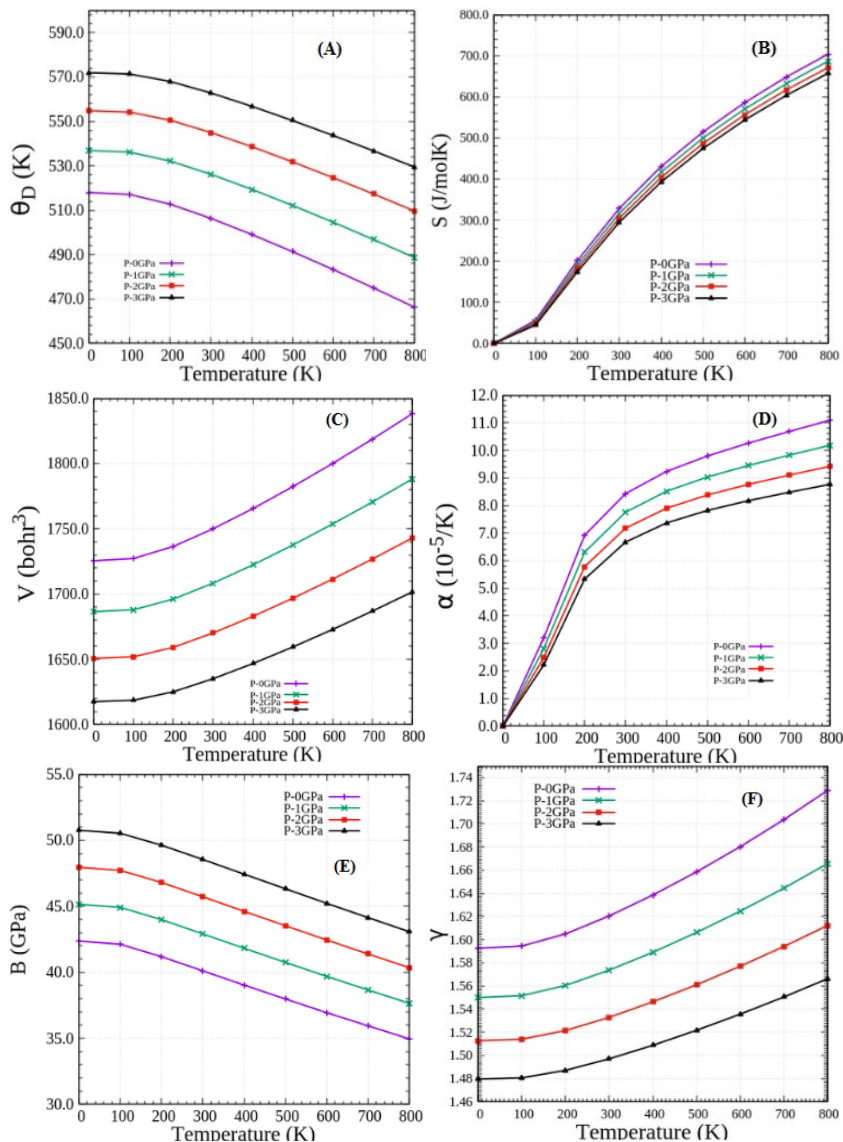 (A)
590.0
570.0
550.0
530.0
510.0
490.0
470.0
450.0
θD (K)
P-0GPa
P-1GPa
P-2GPa
P-3GPa
0 100 200 300 400 500 600 700 800
Temperature (K)
(B)
800.0
700.0
600.0
500.0
400.0
300.0
200.0
100.0
0.0
S (J/molK)
P-0GPa
P-1GPa
P-2GPa
P-3GPa
0 100 200 300 400 500 600 700 800
Temperature (K)
(C)
1850.0
1800.0
1750.0
1700.0
1650.0
1600.0
V (bohr³)
P-0GPa
P-1GPa
P-2GPa
P-3GPa
0 100 200 300 400 500 600 700 800
Temperature (K)
(D)
12.0
11.0
10.0
9.0
8.0
7.0
6.0
5.0
4.0
3.0
2.0
1.0
0.0
α (10⁻⁵/K)
P-0GPa
P-1GPa
P-2GPa
P-3GPa
0 100 200 300 400 500 600 700 800
Temperature (K)
55.0
50.0
45.0
40.0
35.0
30.0
B (GPa)
P-0GPa
P-1GPa
P-2GPa
P-3GPa
(E)
0 100 200 300 400 500 600 700 800
Temperature (K)
1.74
1.72
1.70
1.68
1.66
1.64
1.62
1.60
1.58
1.56
1.54
1.52
1.50
1.48
1.46
γ
P-0GPa
P-1GPa
P-2GPa
P-3GPa
(F)
0 100 200 300 400 500 600 700 800
Temperature (K)